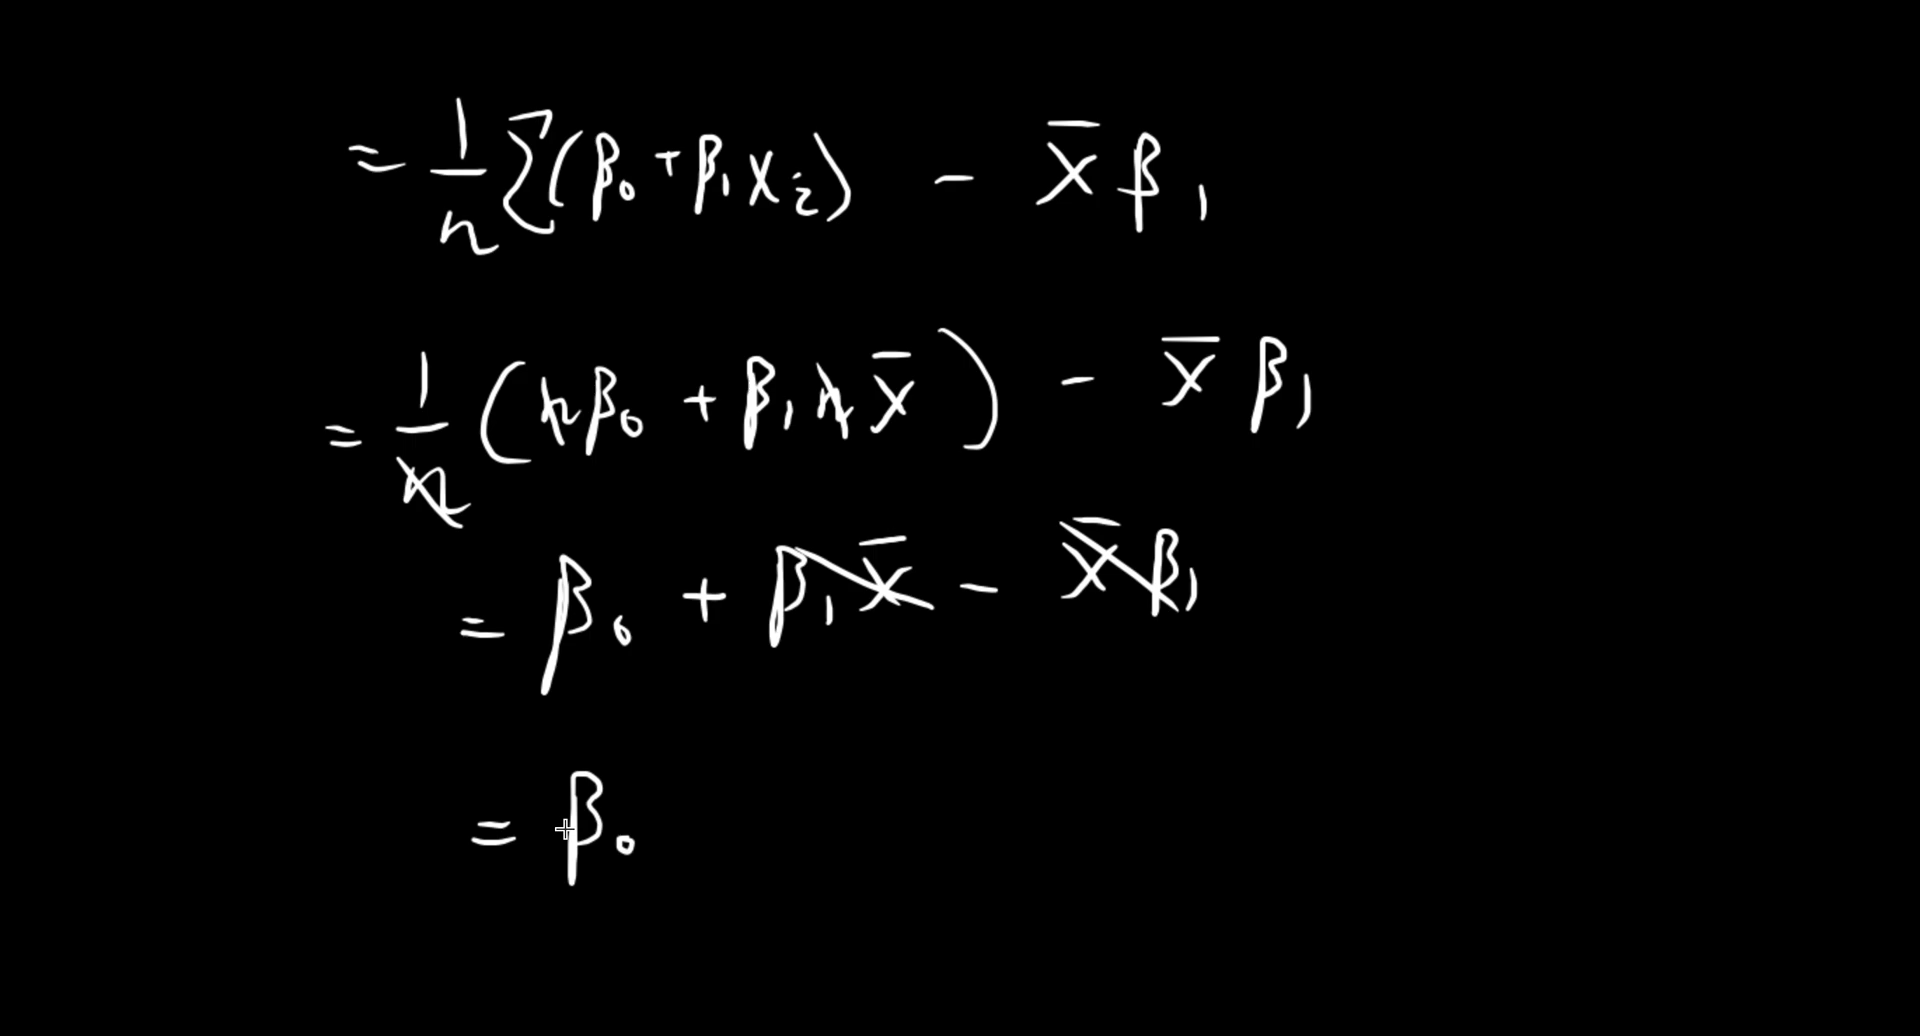 = 1/n Σ(β₀ + β₁xᵢ) - x̄ β₁
= 1/n (nβ₀ + β₁nx̄) - x̄ β₁
= β₀ + β₁x̄ - x̄β₁
= β₀